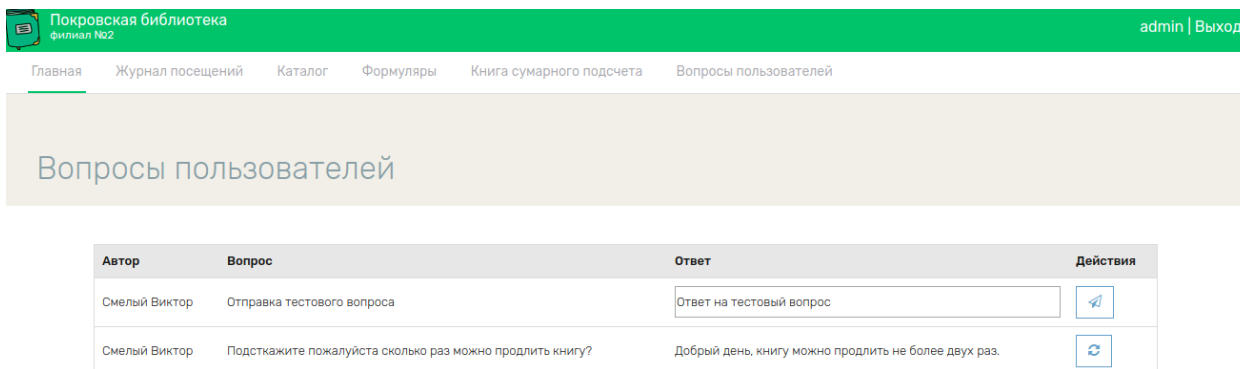 Покровская библиотека
филиал №2
admin | Выход
Главная Журнал посещений Каталог Формуляры Книга сумарного подсчета Вопросы пользователей
Вопросы пользователей
Автор Вопрос Ответ Действия
Смелый Виктор Отправка тестового вопроса Ответ на тестовый вопрос
Смелый Виктор Подсткажите пожалуйста сколько раз можно продлить книгу? Добрый день, книгу можно продлить не более двух раз.